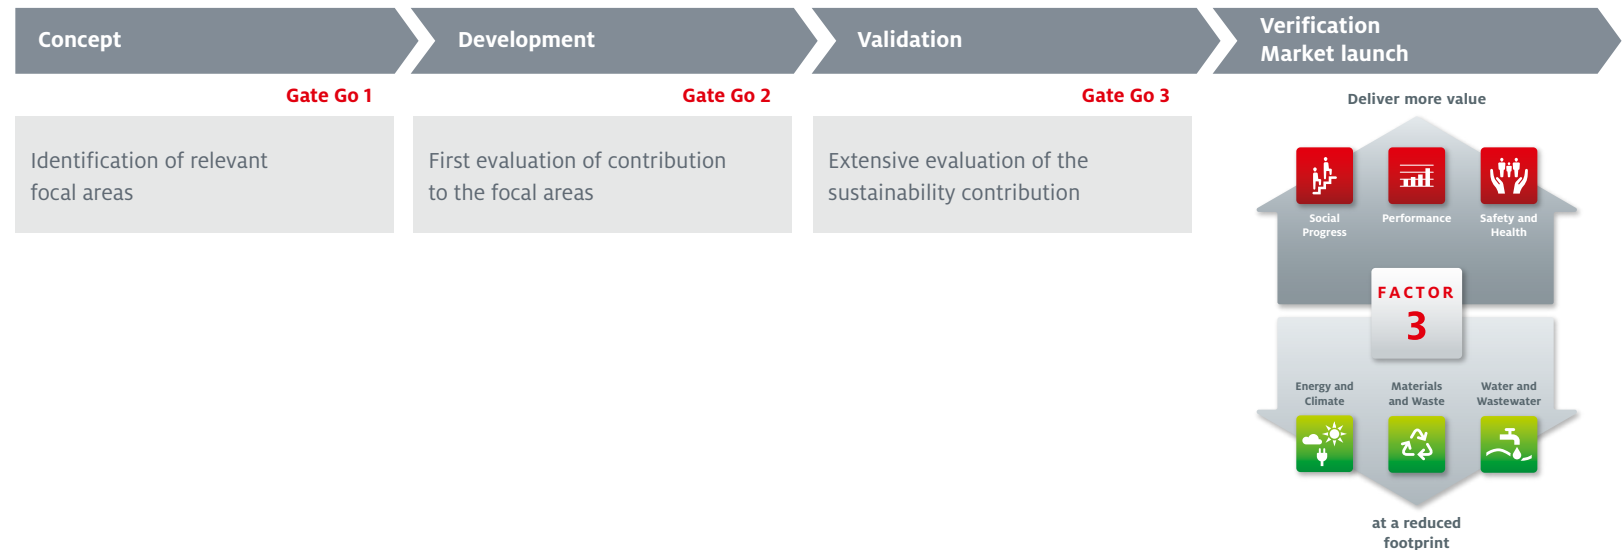 Concept
Development
Validation
Verification
Market launch
Gate Go 1
Gate Go 2
Gate Go 3
Identification of relevant
focal areas
First evaluation of contribution
to the focal areas
Extensive evaluation of the
sustainability contribution
Deliver more value
Social
Progress
Performance
Safety and
Health
FACTOR
3
Energy and
Climate
Materials
and Waste
Water and
Wastewater
at a reduced
footprint